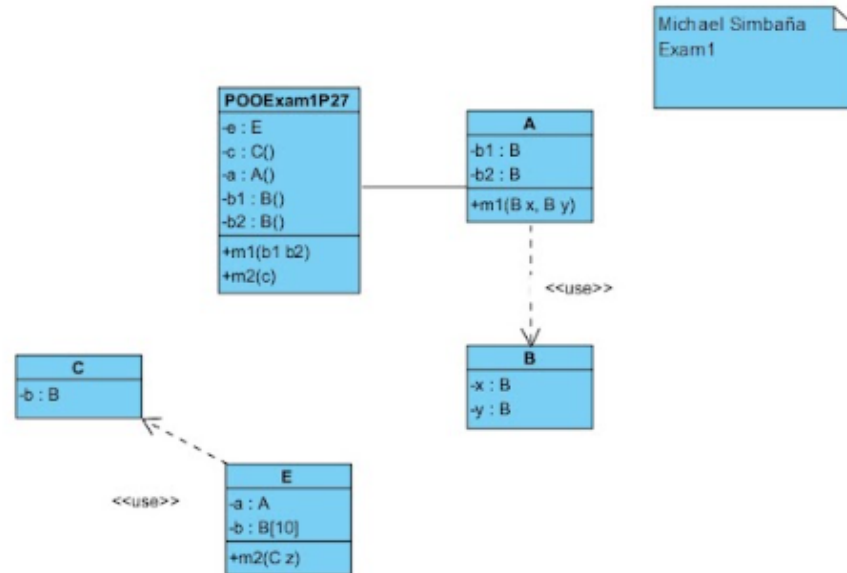 Michael Simbaña
Exam1
POOExam1P27
-e : E
-c : C()
-a : A()
-b1 : B()
-b2 : B()
+m1(b1 b2)
+m2(c)
A
-b1 : B
-b2 : B
+m1(B x, B y)
<<use>>
B
-x : B
-y : B
C
-b : B
<<use>>
E
-a : A
-b : B[10]
+m2(C z)